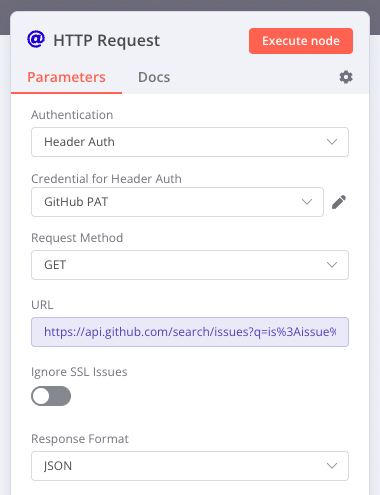 HTTP Request
Execute node
Parameters
Docs
Authentication
Header Auth
Credential for Header Auth
GitHub PAT
Request Method
GET
URL
https://api.github.com/search/issues?q=is%3Aissue%
Ignore SSL Issues
Response Format
JSON